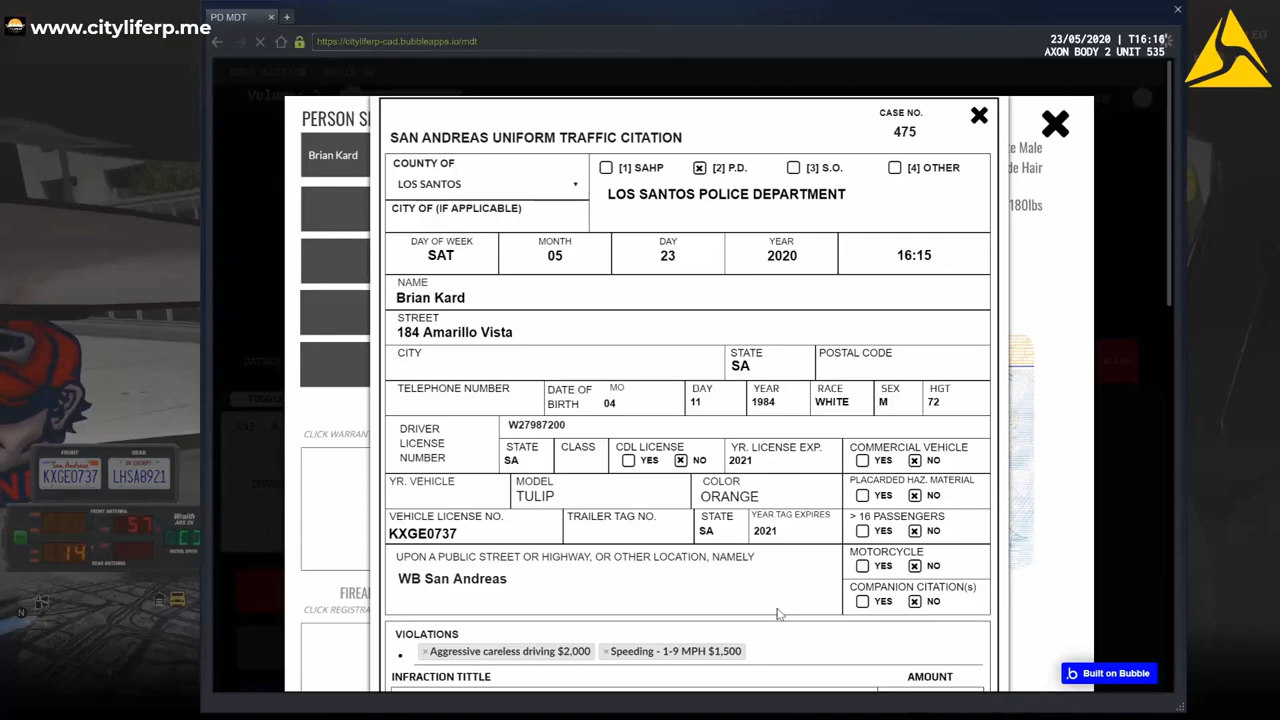 PD MDT
www.cityliferp.me
https://cityliferp-cad.bubbleapps.io/mdt
23/05/2020 | T16:16
AXON BODY 2 UNIT 535
PERSON S
Brian Kard
CASE NO.
475
SAN ANDREAS UNIFORM TRAFFIC CITATION
COUNTY OF
LOS SANTOS
[1] SAHP [2] P.D. [3] S.O. [4] OTHER
LOS SANTOS POLICE DEPARTMENT
CITY OF (IF APPLICABLE)
DAY OF WEEK MONTH DAY YEAR
SAT 05 23 2020 16:15
NAME
Brian Kard
STREET
184 Amarillo Vista
CITY STATE POSTAL CODE
SA
TELEPHONE NUMBER DATE OF BIRTH MO DAY YEAR RACE SEX HGT
04 11 1984 WHITE M 72
DRIVER LICENSE NUMBER
W27987200
STATE CLASS CDL LICENSE YR. LICENSE EXP. COMMERCIAL VEHICLE
SA YES NO 2021 YES NO
YR. VEHICLE MODEL COLOR PLACARDED HAZ. MATERIAL
TULIP ORANGE YES NO
VEHICLE LICENSE NO. TRAILER TAG NO. STATE YEAR TAG EXPIRES > 16 PASSENGERS
KXGE0737 SA 2021 YES NO
UPON A PUBLIC STREET OR HIGHWAY, OR OTHER LOCATION, NAMELY
WB San Andreas
MOTORCYCLE
YES NO
COMPANION CITATION(s)
YES NO
VIOLATIONS
×Aggressive careless driving $2,000 ×Speeding - 1-9 MPH $1,500
INFRACTION TITTLE AMOUNT
e Male
de Hair
180lbs
CLICK WARRAN
FIREA
CLICK REGISTRA
FRONT REAR
San Andreas
KXGE0737 LHSA8921
57
14
N
Built on Bubble